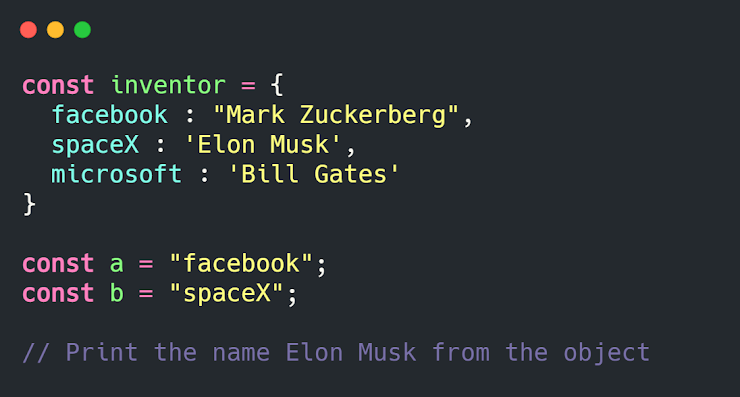 const inventor = {
  facebook : "Mark Zuckerberg",
  spaceX : 'Elon Musk',
  microsoft : 'Bill Gates'
}

const a = "facebook";
const b = "spaceX";

// Print the name Elon Musk from the object